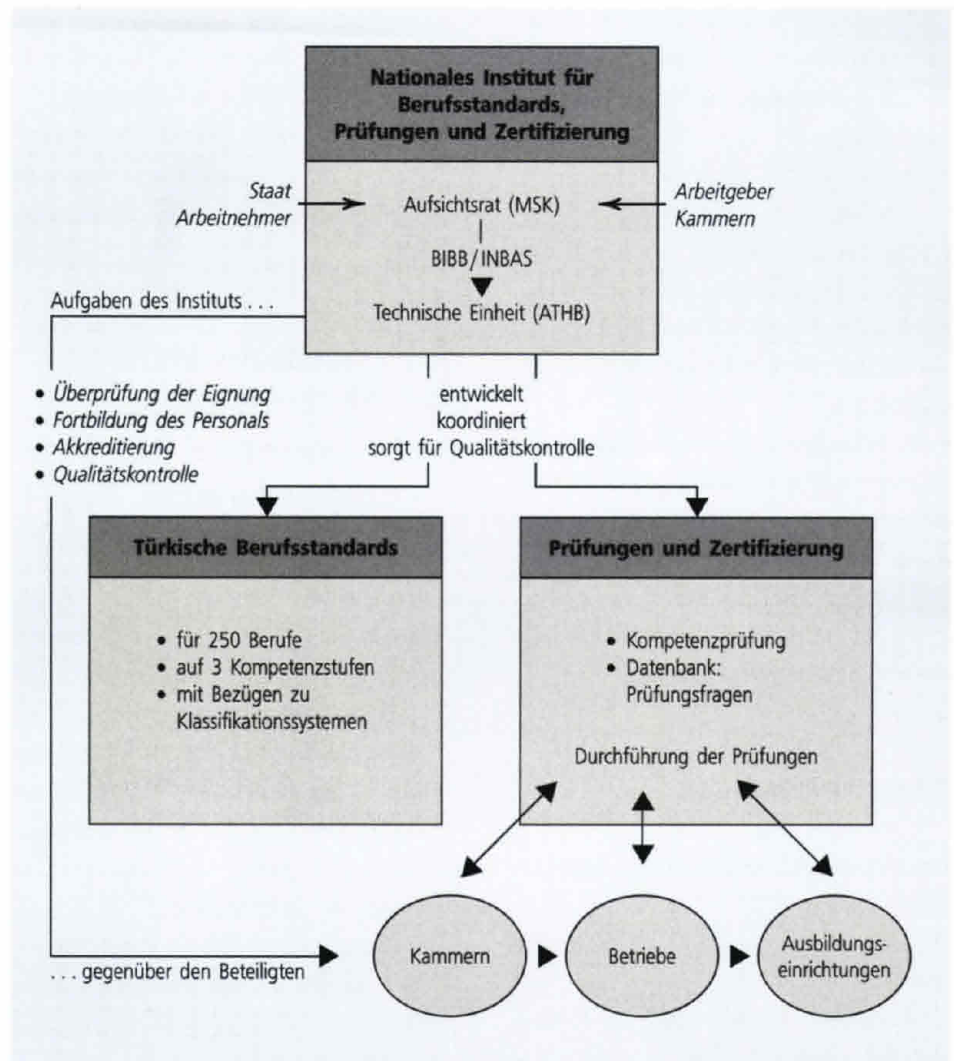 Nationales Institut für
Berufsstandards,
Prüfungen und Zertifizierung
Staat
Arbeitnehmer
Aufsichtsrat (MSK)
Arbeitgeber
Kammern
BIBB/INBAS
Technische Einheit (ATHB)
Aufgaben des Instituts . . .
• Überprüfung der Eignung
• Fortbildung des Personals
• Akkreditierung
• Qualitätskontrolle
entwickelt
koordiniert
sorgt für Qualitätskontrolle
Türkische Berufsstandards
• für 250 Berufe
• auf 3 Kompetenzstufen
• mit Bezügen zu
Klassifikationssystemen
Prüfungen und Zertifizierung
• Kompetenzprüfung
• Datenbank:
Prüfungsfragen
Durchführung der Prüfungen
. . . gegenüber den Beteiligten
Kammern
Betriebe
Ausbildungs-
einrichtungen